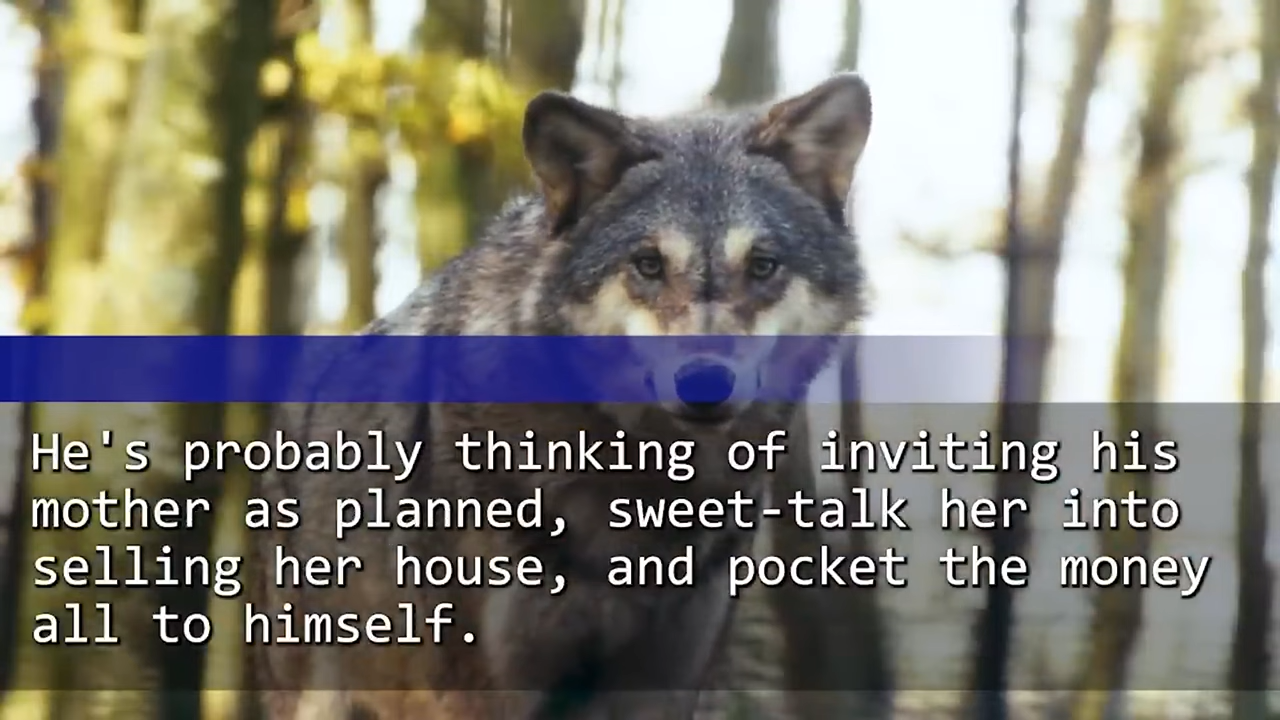 He's probably thinking of inviting his
mother as planned, sweet-talk her into
selling her house, and pocket the money
all to himself.